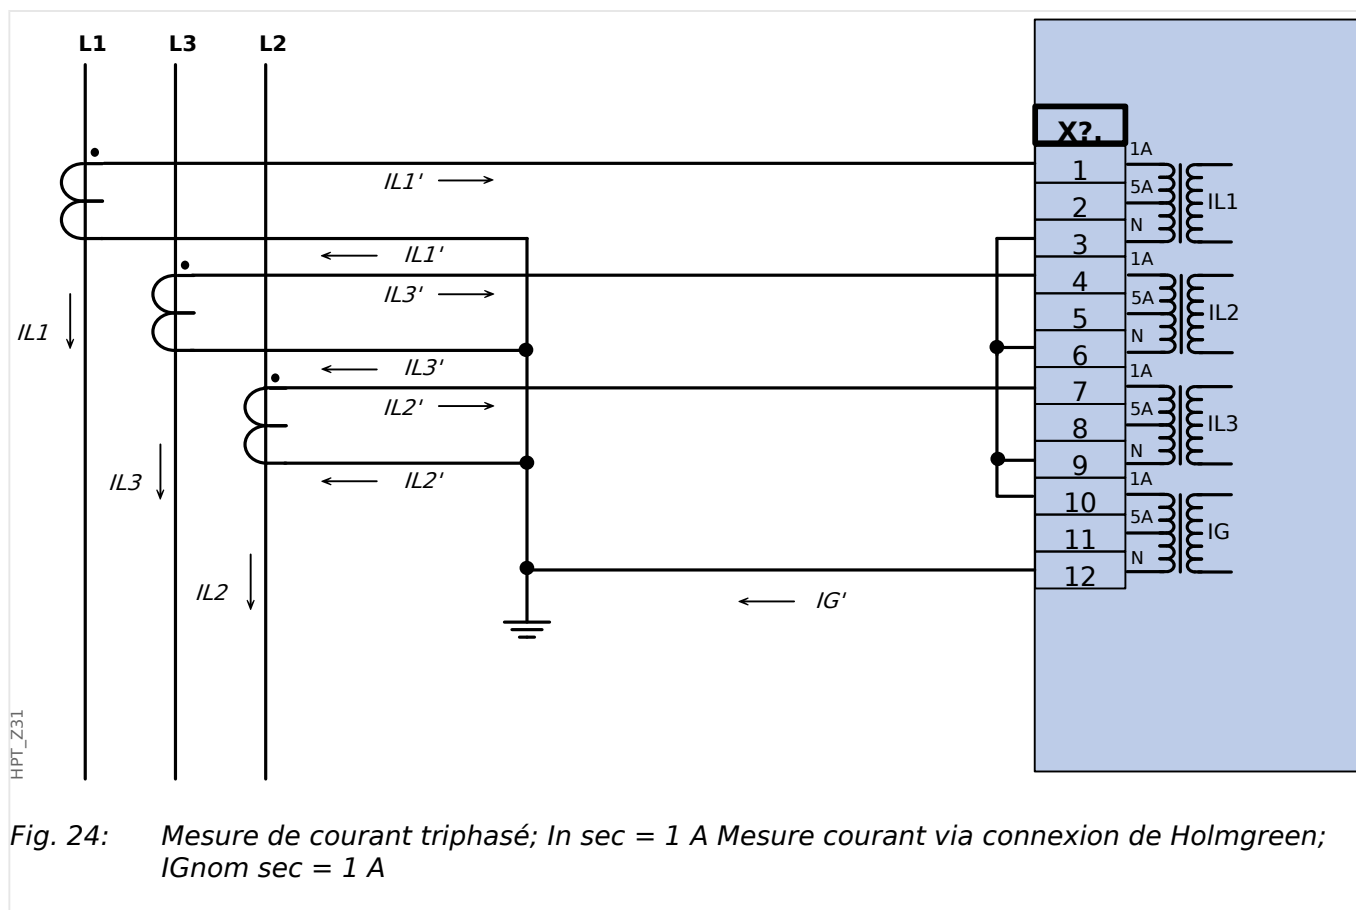 L1 L3 L2
X?.
1 1A
5A
2 IL1
N
3
4 1A
5A
5 IL2
N
6
7 1A
5A
8 IL3
N
9
10 1A
5A
11 IG
N
12
IL1'
IL1'
IL3'
IL1
IL3'
IL2'
IL3 IL2'
IL2 IG'
HPT_Z31
Fig. 24: Mesure de courant triphasé; In sec = 1 A Mesure courant via connexion de Holmgreen;
IGnom sec = 1 A